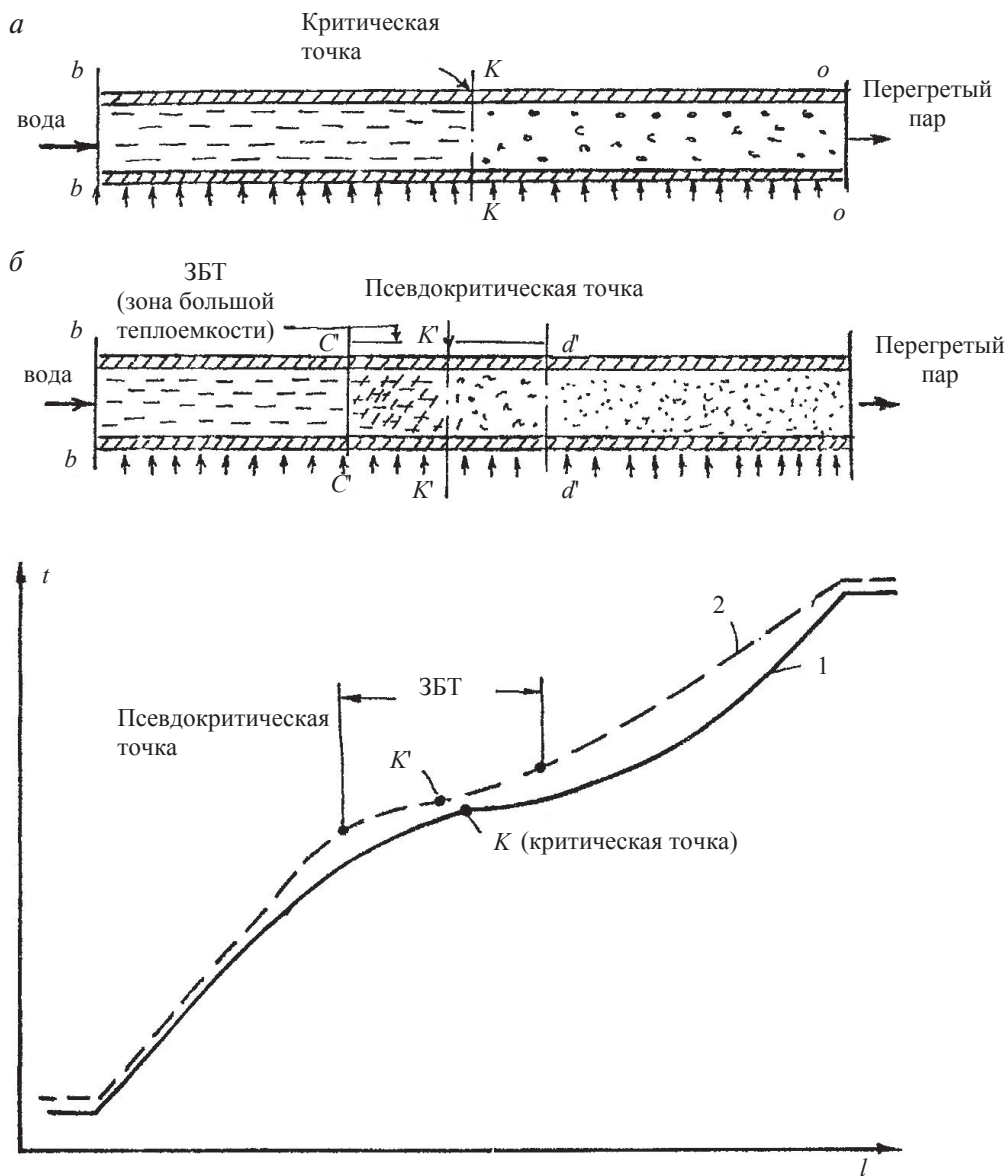 а
Критическая
точка
b
K
о
вода
Перегретый
пар
b
K
о
б
ЗБТ
(зона большой
теплоемкости)
Псевдокритическая точка
b
C'
K'
d'
вода
Перегретый
пар
b
C'
K'
d'
t
2
1
ЗБТ
Псевдокритическая
точка
K'
K (критическая точка)
l